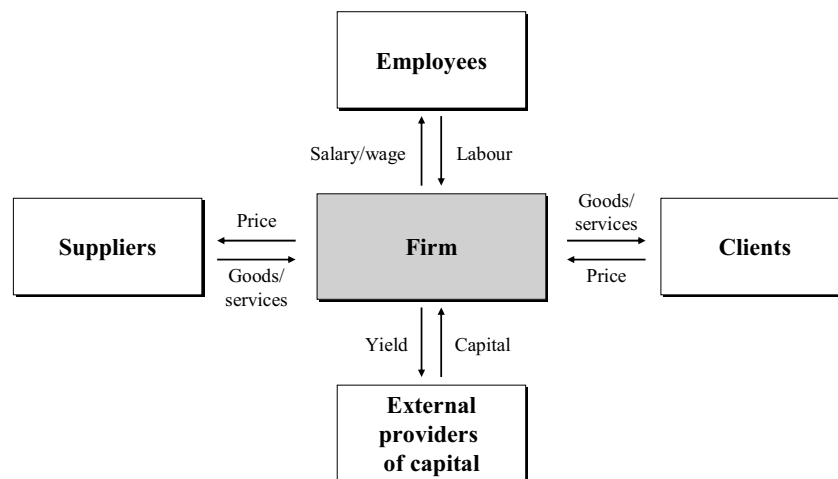 Employees
Salary/wage
Labour
Suppliers
Price
Goods/
services
Firm
Goods/
services
Price
Clients
Yield
Capital
External
providers
of capital